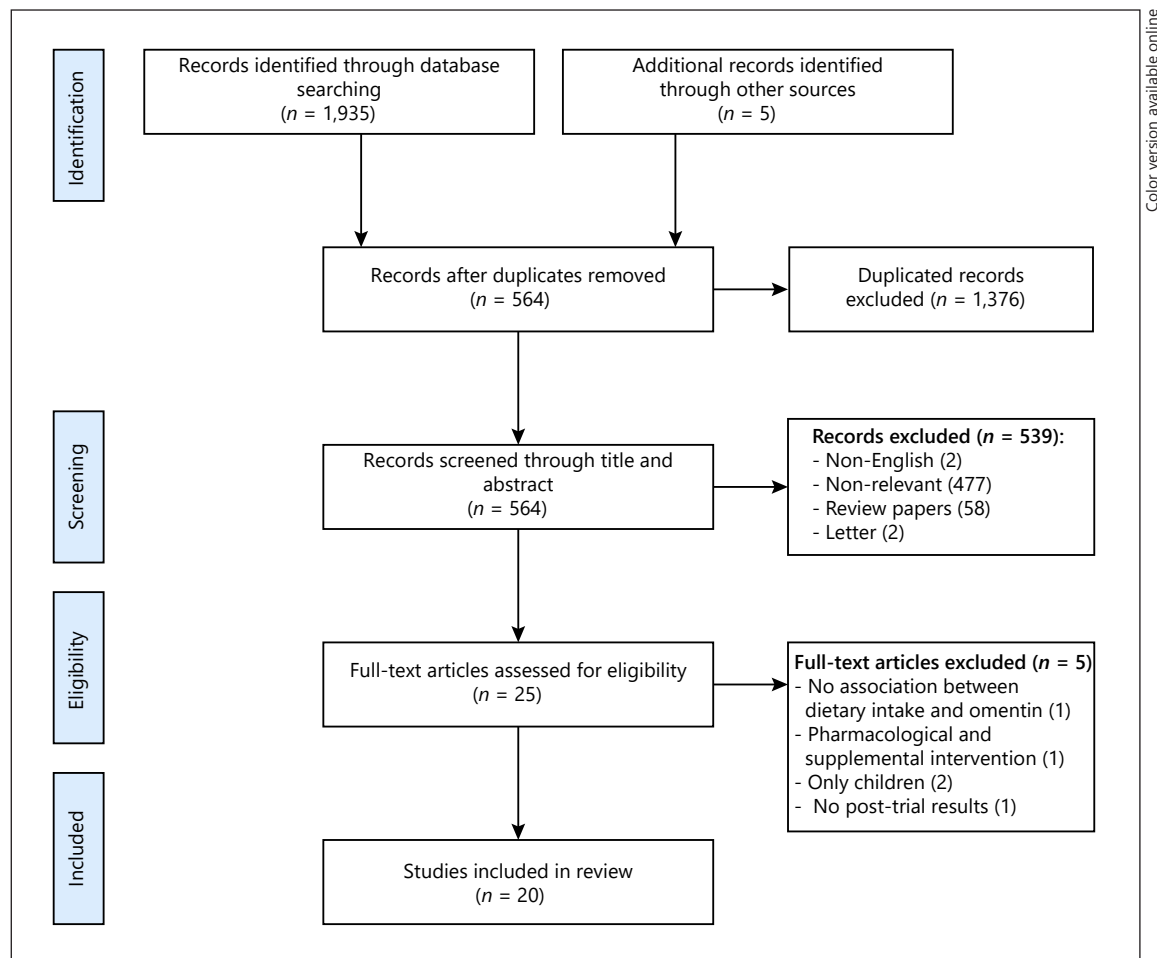 Color version available online
Identification
Records identified through database
searching
(n = 1,935)
Additional records identified
through other sources
(n = 5)
Records after duplicates removed
(n = 564)
Duplicated records
excluded (n = 1,376)
Screening
Records screened through title and
abstract
(n = 564)
Records excluded (n = 539):
- Non-English (2)
- Non-relevant (477)
- Review papers (58)
- Letter (2)
Eligibility
Full-text articles assessed for eligibility
(n = 25)
Full-text articles excluded (n = 5)
- No association between
dietary intake and omentin (1)
- Pharmacological and
supplemental intervention (1)
- Only children (2)
- No post-trial results (1)
Included
Studies included in review
(n = 20)